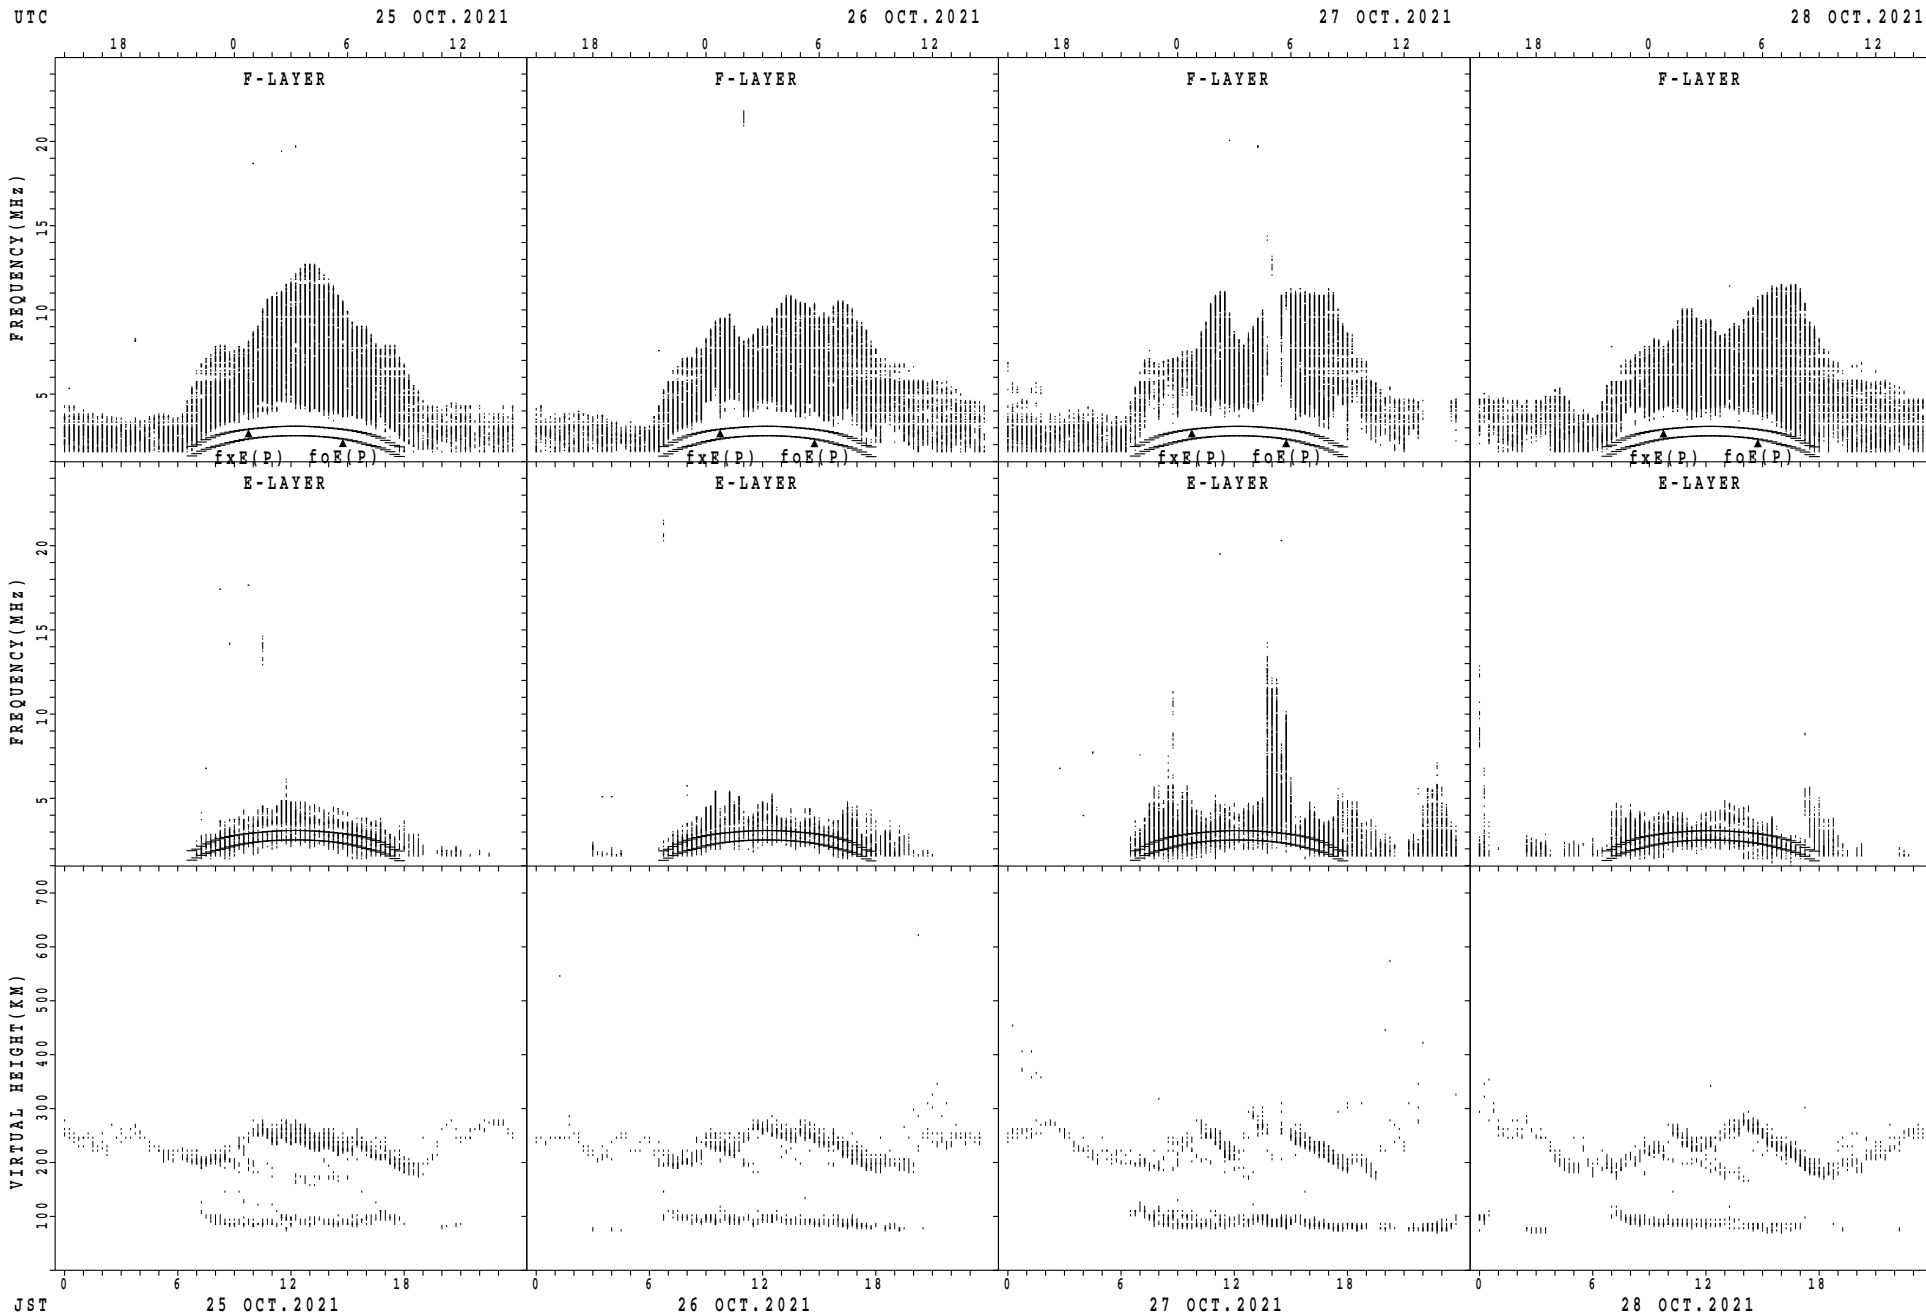 UTC 25 OCT.2021 26 OCT.2021 27 OCT.2021 28 OCT.2021
18 0 6 12 18 0 6 12 18 0 6 12 18 0 6 12
F-LAYER F-LAYER F-LAYER F-LAYER
FREQUENCY(MHz)
20
15
10
5
fxE(P) foE(P) fxE(P) foE(P) fxE(P) foE(P) fxE(P) foE(P)
E-LAYER E-LAYER E-LAYER E-LAYER
FREQUENCY(MHz)
20
15
10
5
VIRTUAL HEIGHT(KM)
700
600
500
400
300
200
100
0 6 12 18 0 6 12 18 0 6 12 18 0 6 12 18
JST 25 OCT.2021 26 OCT.2021 27 OCT.2021 28 OCT.2021